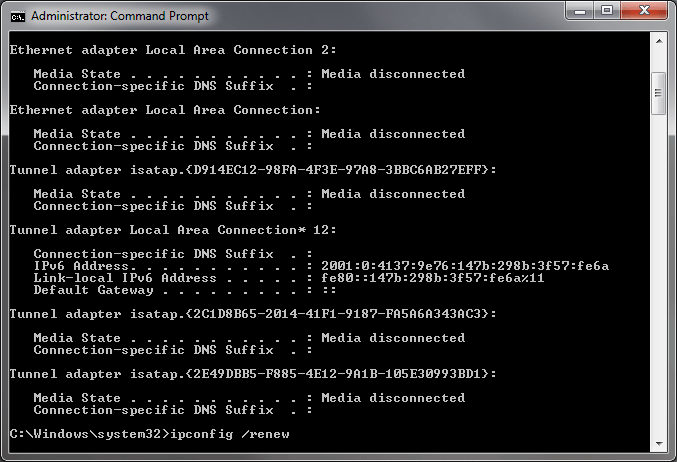 Administrator: Command Prompt
Ethernet adapter Local Area Connection 2:
Media State . . . . . . . . . . . : Media disconnected
Connection-specific DNS Suffix  . :
Ethernet adapter Local Area Connection:
Media State . . . . . . . . . . . : Media disconnected
Connection-specific DNS Suffix  . :
Tunnel adapter isatap.{D914EC12-98FA-4F3E-97A8-3BBC6AB27EFF}:
Media State . . . . . . . . . . . : Media disconnected
Connection-specific DNS Suffix  . :
Tunnel adapter Local Area Connection* 12:
Connection-specific DNS Suffix  . :
IPv6 Address. . . . . . . . . . . : 2001:0:4137:9e76:147b:298b:3f57:fe6a
Link-local IPv6 Address . . . . . : fe80::147b:298b:3f57:fe6a%11
Default Gateway . . . . . . . . . : ::
Tunnel adapter isatap.{2C1D8B65-2014-41F1-9187-FA5A6A343AC3}:
Media State . . . . . . . . . . . : Media disconnected
Connection-specific DNS Suffix  . :
Tunnel adapter isatap.{2E49DBB5-F885-4E12-9A1B-105E30993BD1}:
Media State . . . . . . . . . . . : Media disconnected
Connection-specific DNS Suffix  . :
C:\Windows\system32>ipconfig /renew